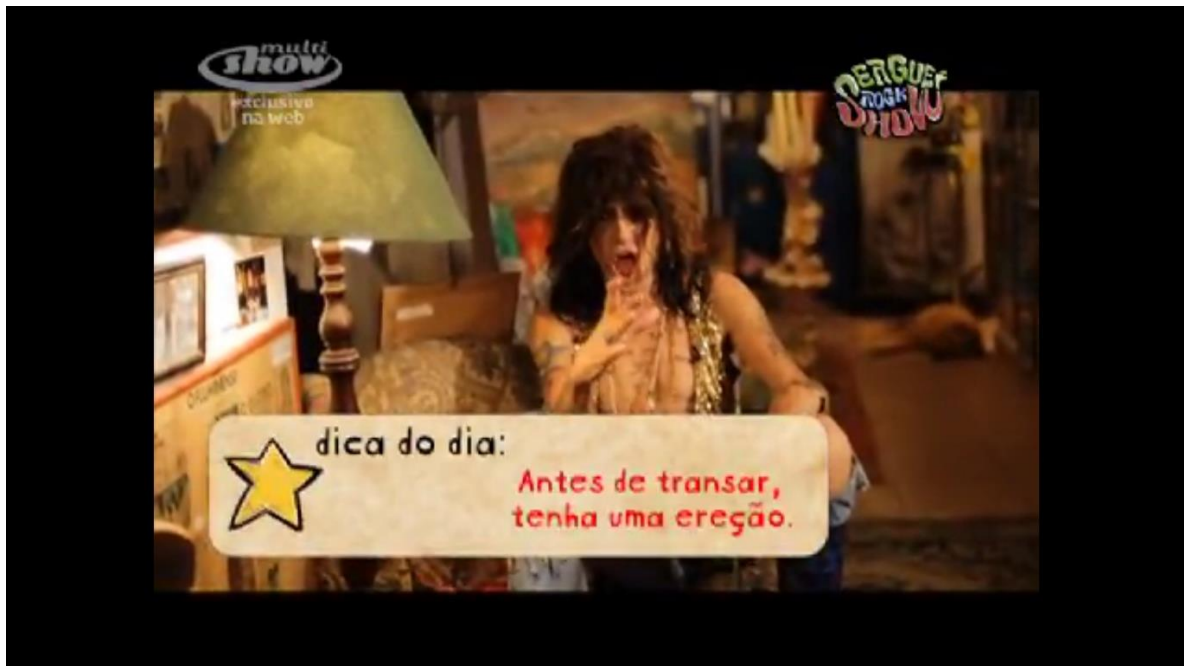 multi
show
exclusivo
na web
SERGUEI
ROCK
SHOW
dica do dia:
Antes de transar,
tenha uma ereção.